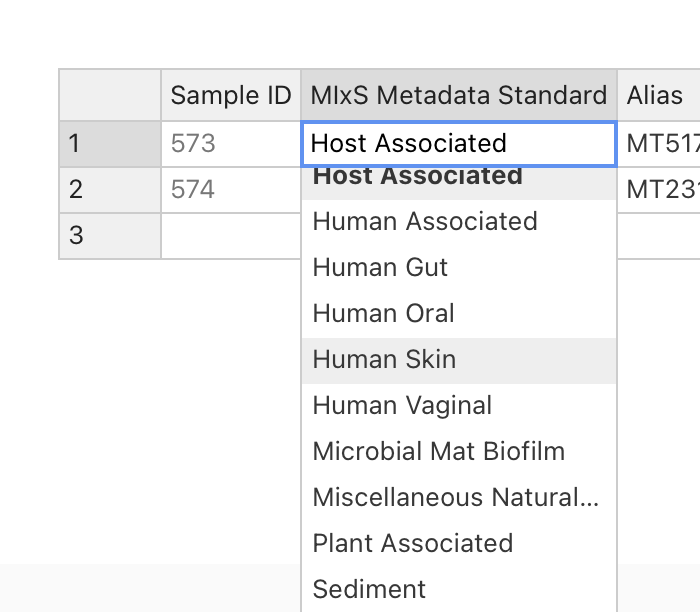 Sample ID MIxS Metadata Standard Alias
1 573 Host Associated MT517
2 574 Host Associated MT231
3
Human Associated
Human Gut
Human Oral
Human Skin
Human Vaginal
Microbial Mat Biofilm
Miscellaneous Natural...
Plant Associated
Sediment